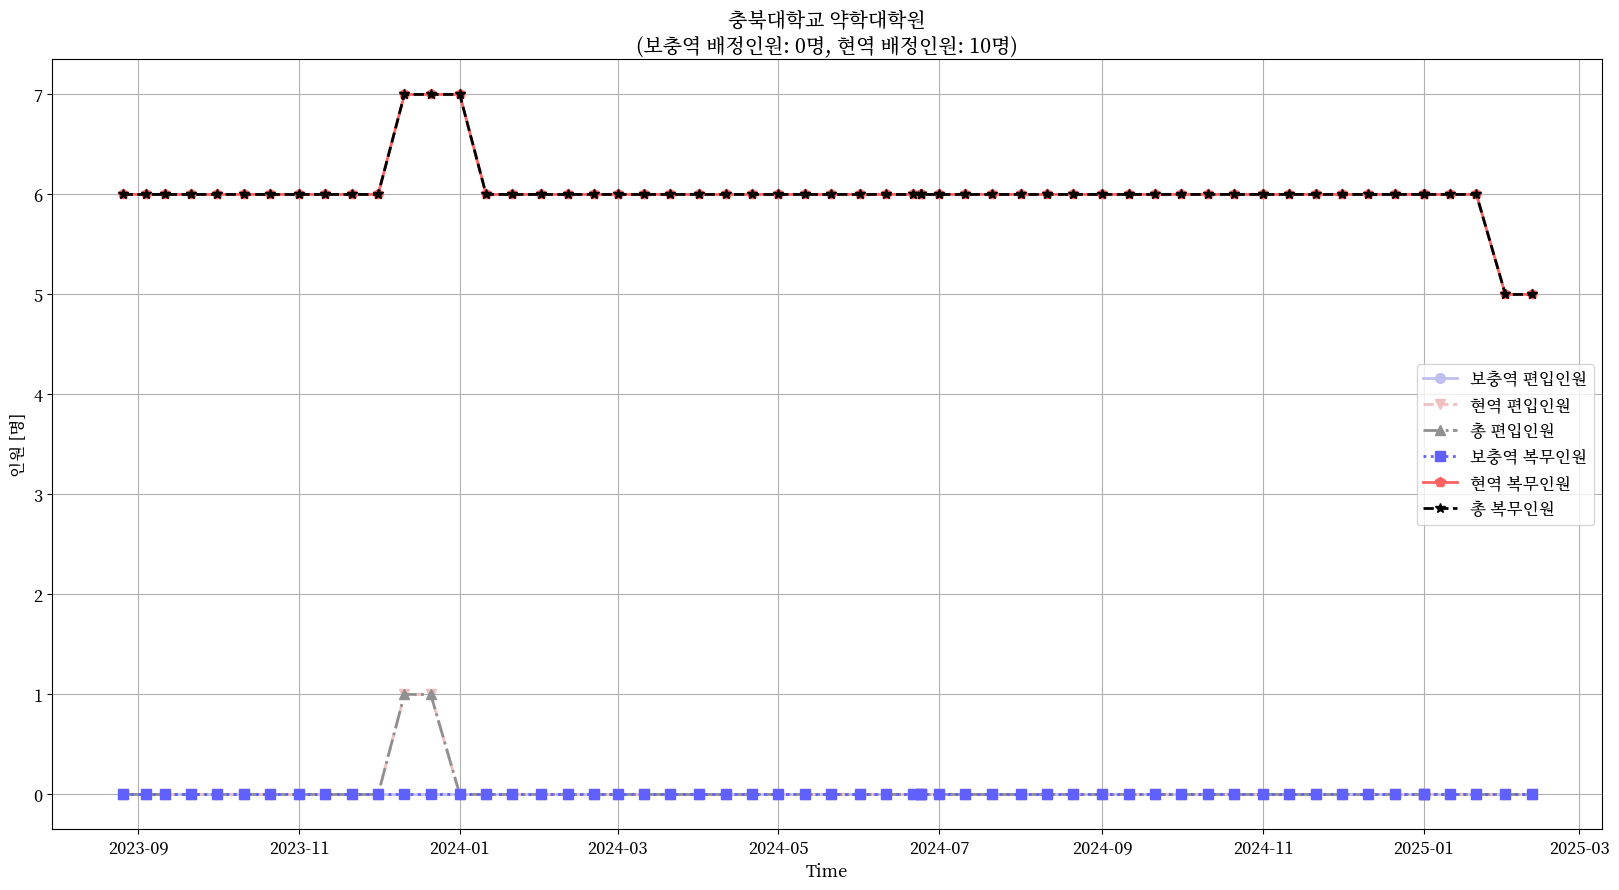 충북대학교 약학대학원
(보충역 배정인원: 0명, 현역 배정인원: 10명)
인원 [명]
7
6
5
4
3
2
1
0
보충역 편입인원
현역 편입인원
총 편입인원
보충역 복무인원
현역 복무인원
총 복무인원
2023-09
2023-11
2024-01
2024-03
2024-05
2024-07
2024-09
2024-11
2025-01
2025-03
Time